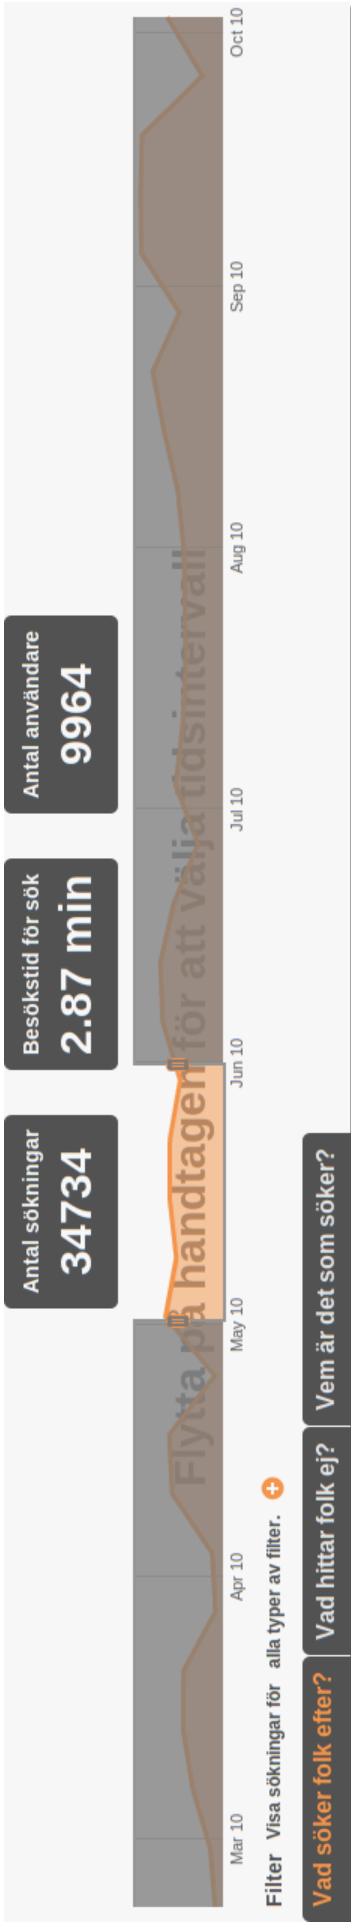 Antal sökningar
34734
Besökstid för sök
2.87 min
Antal användare
9964
Flytta på handtagen för att välja tidsintervall
Mar 10 Apr 10 May 10 Jun 10 Jul 10 Aug 10 Sep 10 Oct 10
Filter Visa sökningar för alla typer av filter.
Vad söker folk efter? Vad hittar folk ej? Vem är det som söker?